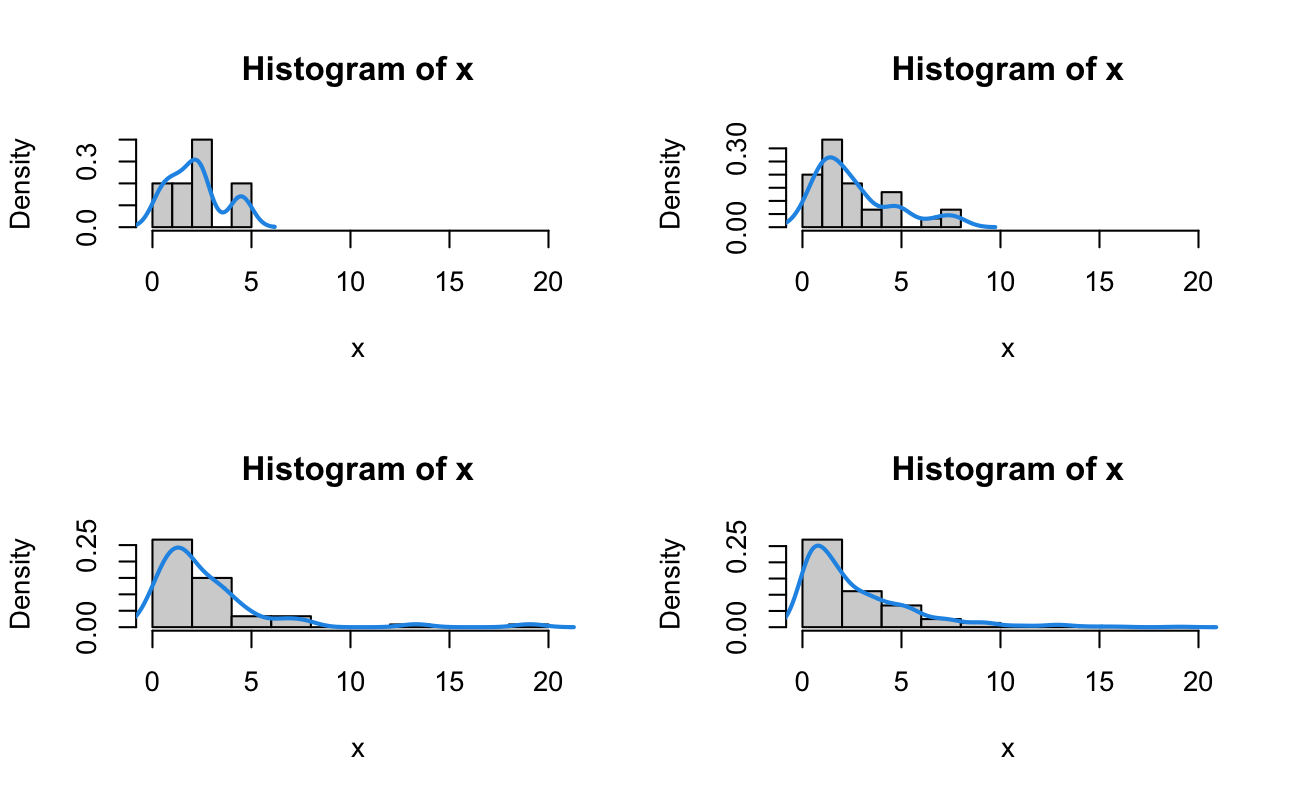 Histogram of x
Density
0.0 0.3
0 5 10 15 20
x
Histogram of x
Density
0.00 0.30
0 5 10 15 20
x
Histogram of x
Density
0.00 0.25
0 5 10 15 20
x
Histogram of x
Density
0.00 0.25
0 5 10 15 20
x